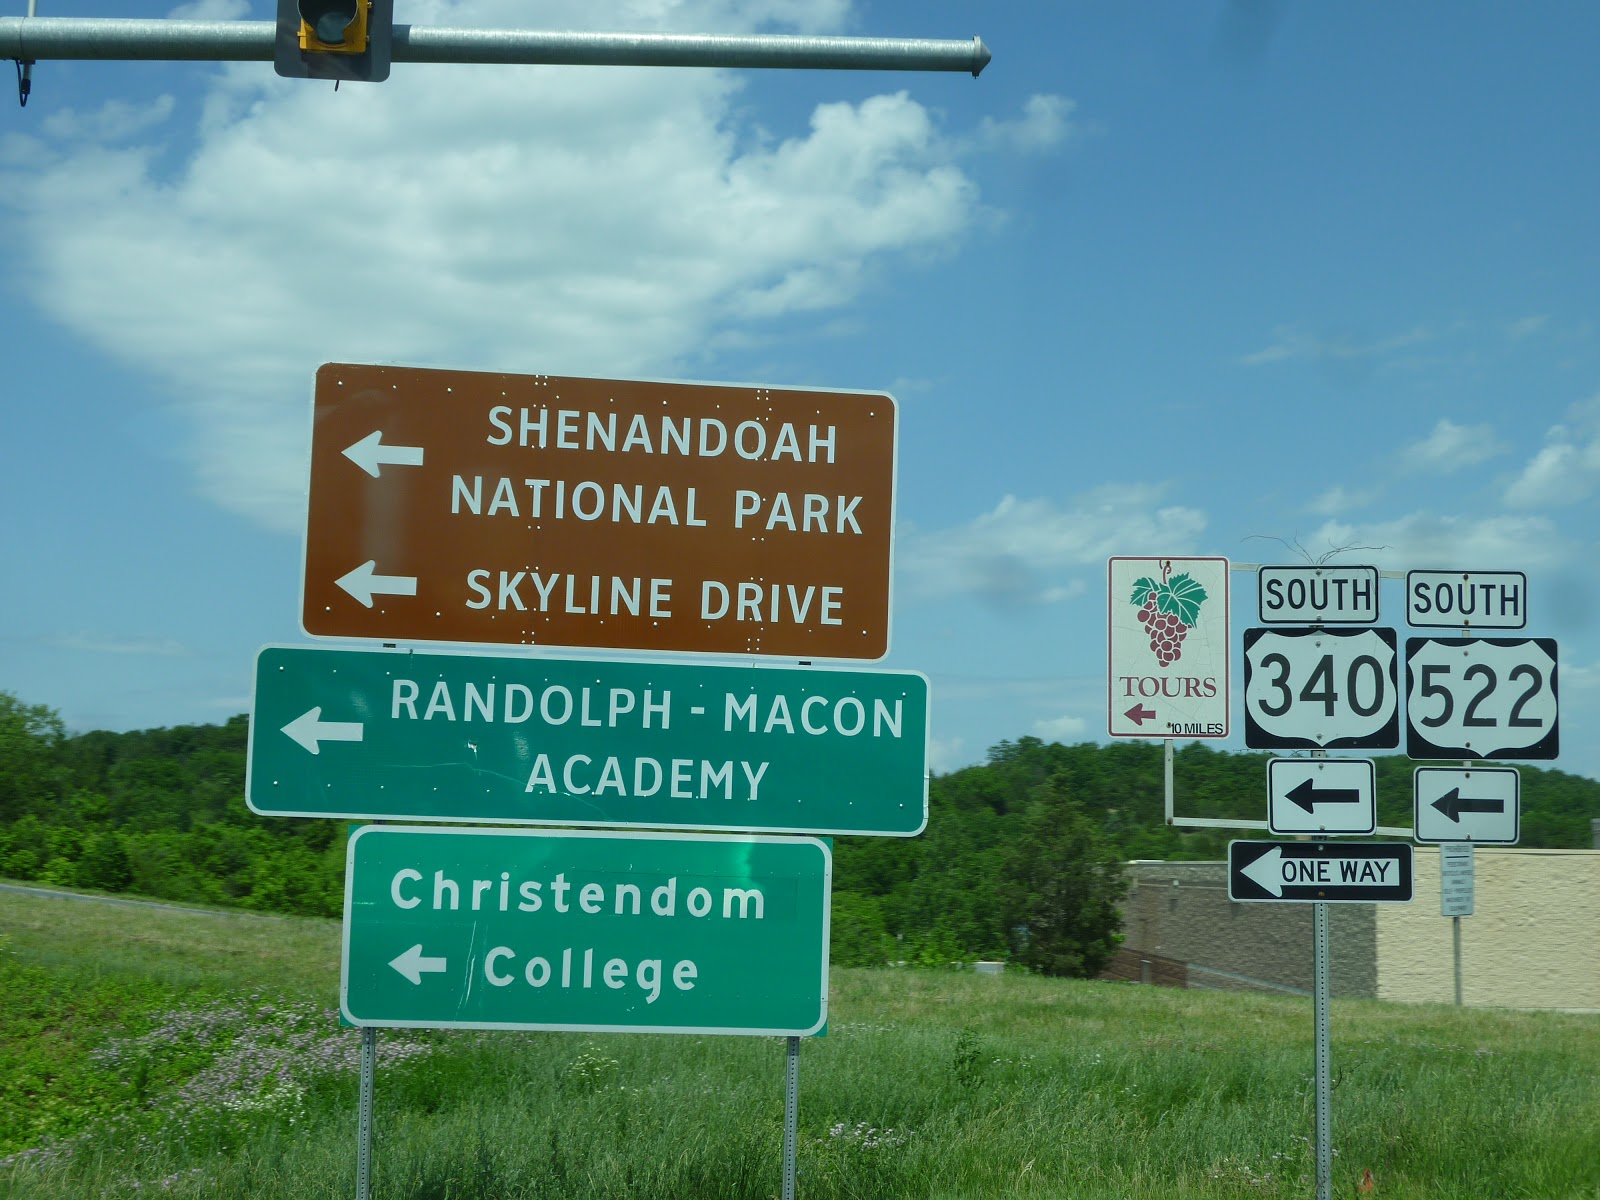 SHENANDOAH
NATIONAL PARK
SKYLINE DRIVE
RANDOLPH - MACON
ACADEMY
Christendom
College
TOURS
10 MILES
SOUTH
340
ONE WAY
SOUTH
522